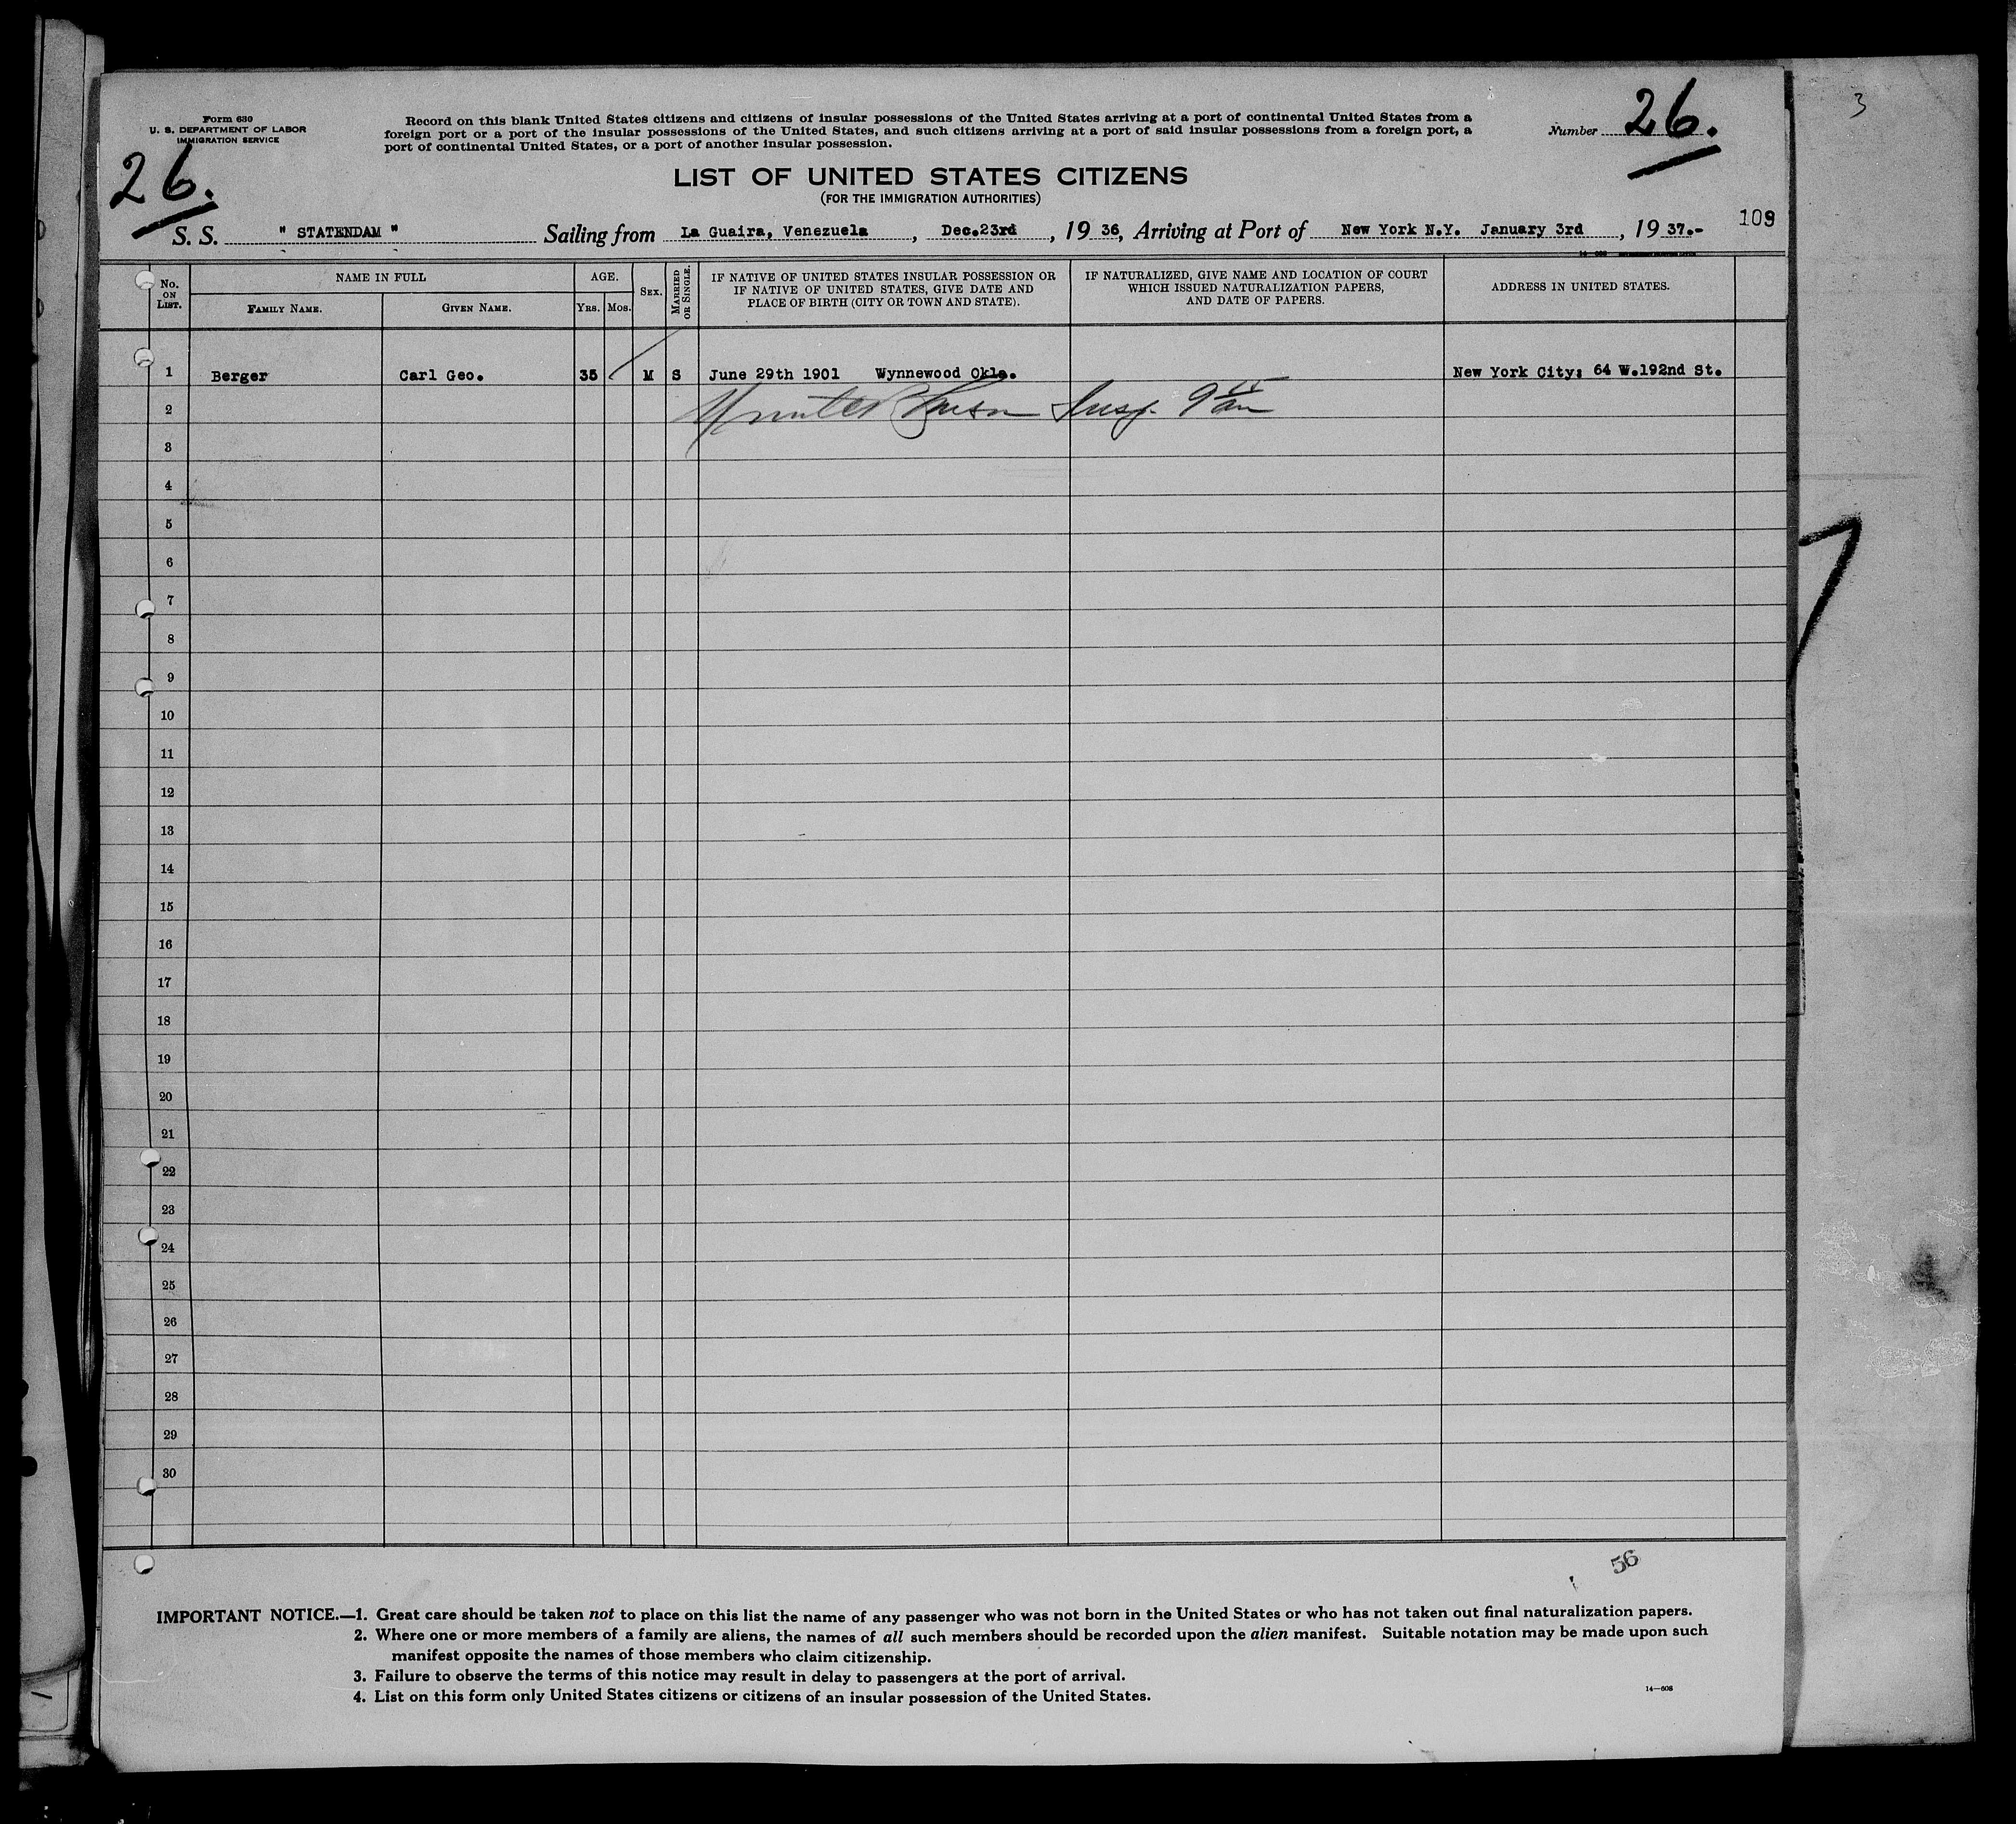 3
Form 630
U. S. DEPARTMENT OF LABOR
IMMIGRATION SERVICE
Record on this blank United States citizens and citizens of insular possessions of the United States arriving at a port of continental United States from a
foreign port or a port of the insular possessions of the United States, and such citizens arriving at a port of said insular possessions from a foreign port, a
port of continental United States, or a port of another insular possession.
Number 26.
26.
LIST OF UNITED STATES CITIZENS
(FOR THE IMMIGRATION AUTHORITIES)
S. S. " STATENDAM " Sailing from La Guaira, Venezuela, Dec.23rd, 19 36, Arriving at Port of New York N.Y. January 3rd, 19 37.-
109
No. ON LIST.
NAME IN FULL
FAMILY NAME.
GIVEN NAME.
AGE.
YRS. MOS.
SEX.
MARRIED OR SINGLE.
IF NATIVE OF UNITED STATES INSULAR POSSESSION OR
IF NATIVE OF UNITED STATES, GIVE DATE AND
PLACE OF BIRTH (CITY OR TOWN AND STATE).
IF NATURALIZED, GIVE NAME AND LOCATION OF COURT
WHICH ISSUED NATURALIZATION PAPERS,
AND DATE OF PAPERS.
ADDRESS IN UNITED STATES.
1 Berger Carl Geo. 35 M S June 29th 1901 Wynnewood Okla. New York City: 64 W.192nd St.
2 Insp.
3
4
5
6
7
8
9
10
11
12
13
14
15
16
17
18
19
20
21
22
23
24
25
26
27
28
29
30
56
IMPORTANT NOTICE.—1. Great care should be taken not to place on this list the name of any passenger who was not born in the United States or who has not taken out final naturalization papers.
2. Where one or more members of a family are aliens, the names of all such members should be recorded upon the alien manifest. Suitable notation may be made upon such
manifest opposite the names of those members who claim citizenship.
3. Failure to observe the terms of this notice may result in delay to passengers at the port of arrival.
4. List on this form only United States citizens or citizens of an insular possession of the United States.
14—608